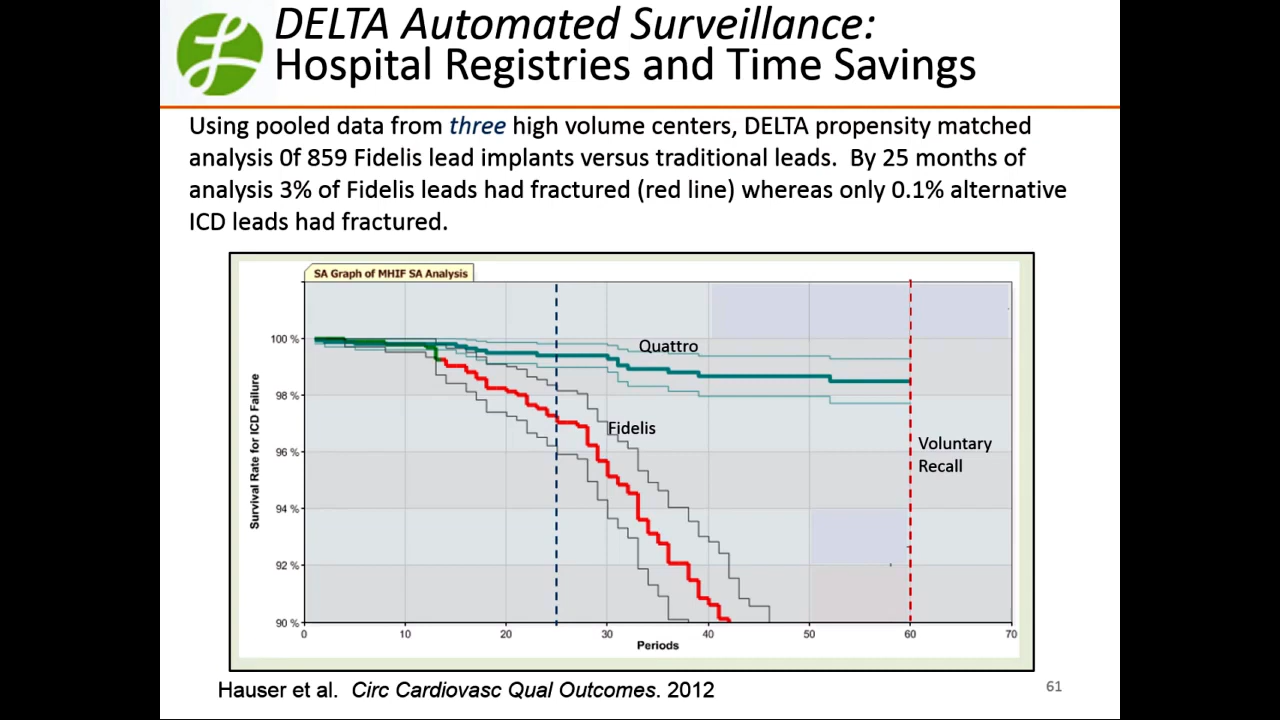 DELTA Automated Surveillance:
Hospital Registries and Time Savings
Using pooled data from three high volume centers, DELTA propensity matched
analysis 0f 859 Fidelis lead implants versus traditional leads.  By 25 months of
analysis 3% of Fidelis leads had fractured (red line) whereas only 0.1% alternative
ICD leads had fractured.
SA Graph of MHIF SA Analysis
Survival Rate for ICD Failure
100 %
98 %
96 %
94 %
92 %
90 %
Quattro
Fidelis
Voluntary
Recall
0 10 20 30 40 50 60 70
Periods
Hauser et al.  Circ Cardiovasc Qual Outcomes. 2012
61